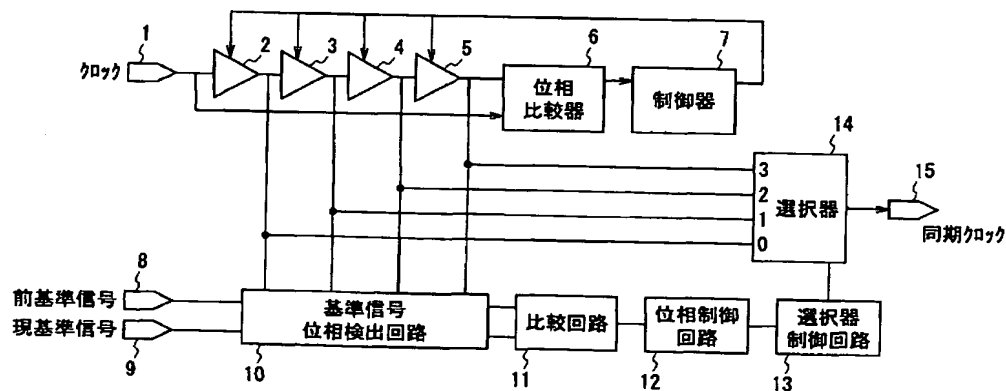 1
2
3
4
5
6
7
クロック
位相
比較器
制御器
14
3
2
1
0
選択器
15
同期クロック
8
前基準信号
現基準信号
9
基準信号
位相検出回路
10
比較回路
11
位相制御
回路
12
選択器
制御回路
13